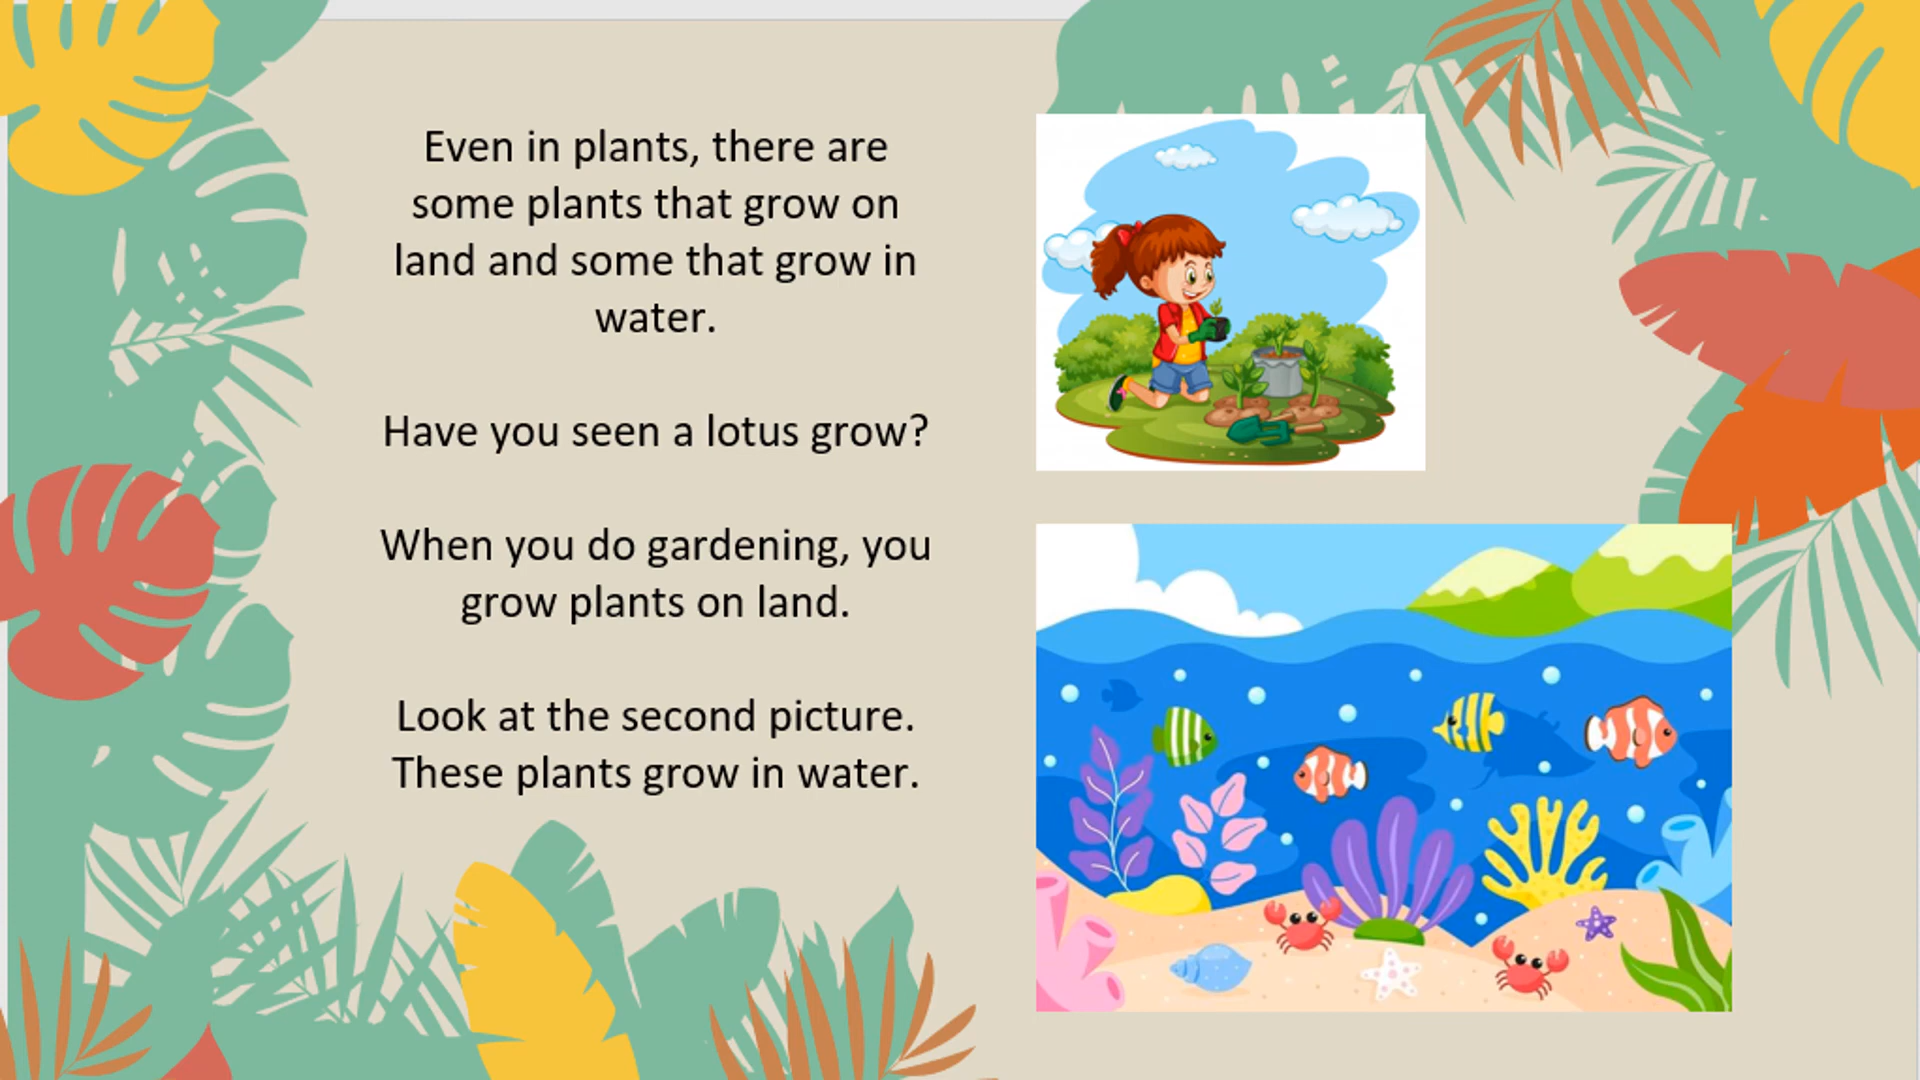 Even in plants, there are
some plants that grow on
land and some that grow in
water.
Have you seen a lotus grow?
When you do gardening, you
grow plants on land.
Look at the second picture.
These plants grow in water.